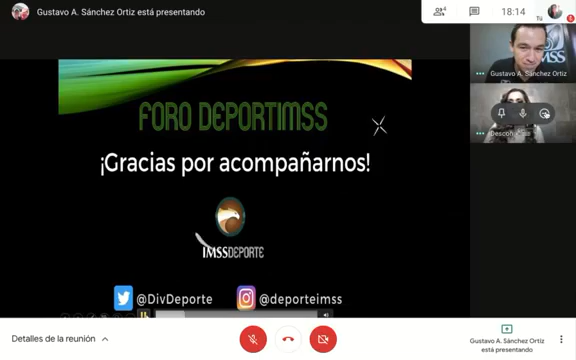 Gustavo A. Sánchez Ortiz está presentando
18:14
Tú
Gustavo A. Sánchez Ortiz
FORO DEPORTIMSS
¡Gracias por acompañarnos!
IMSSDEPORTE
@DivDeporte
@deporteimss
Detalles de la reunión
Gustavo A. Sánchez Ortiz
está presentando